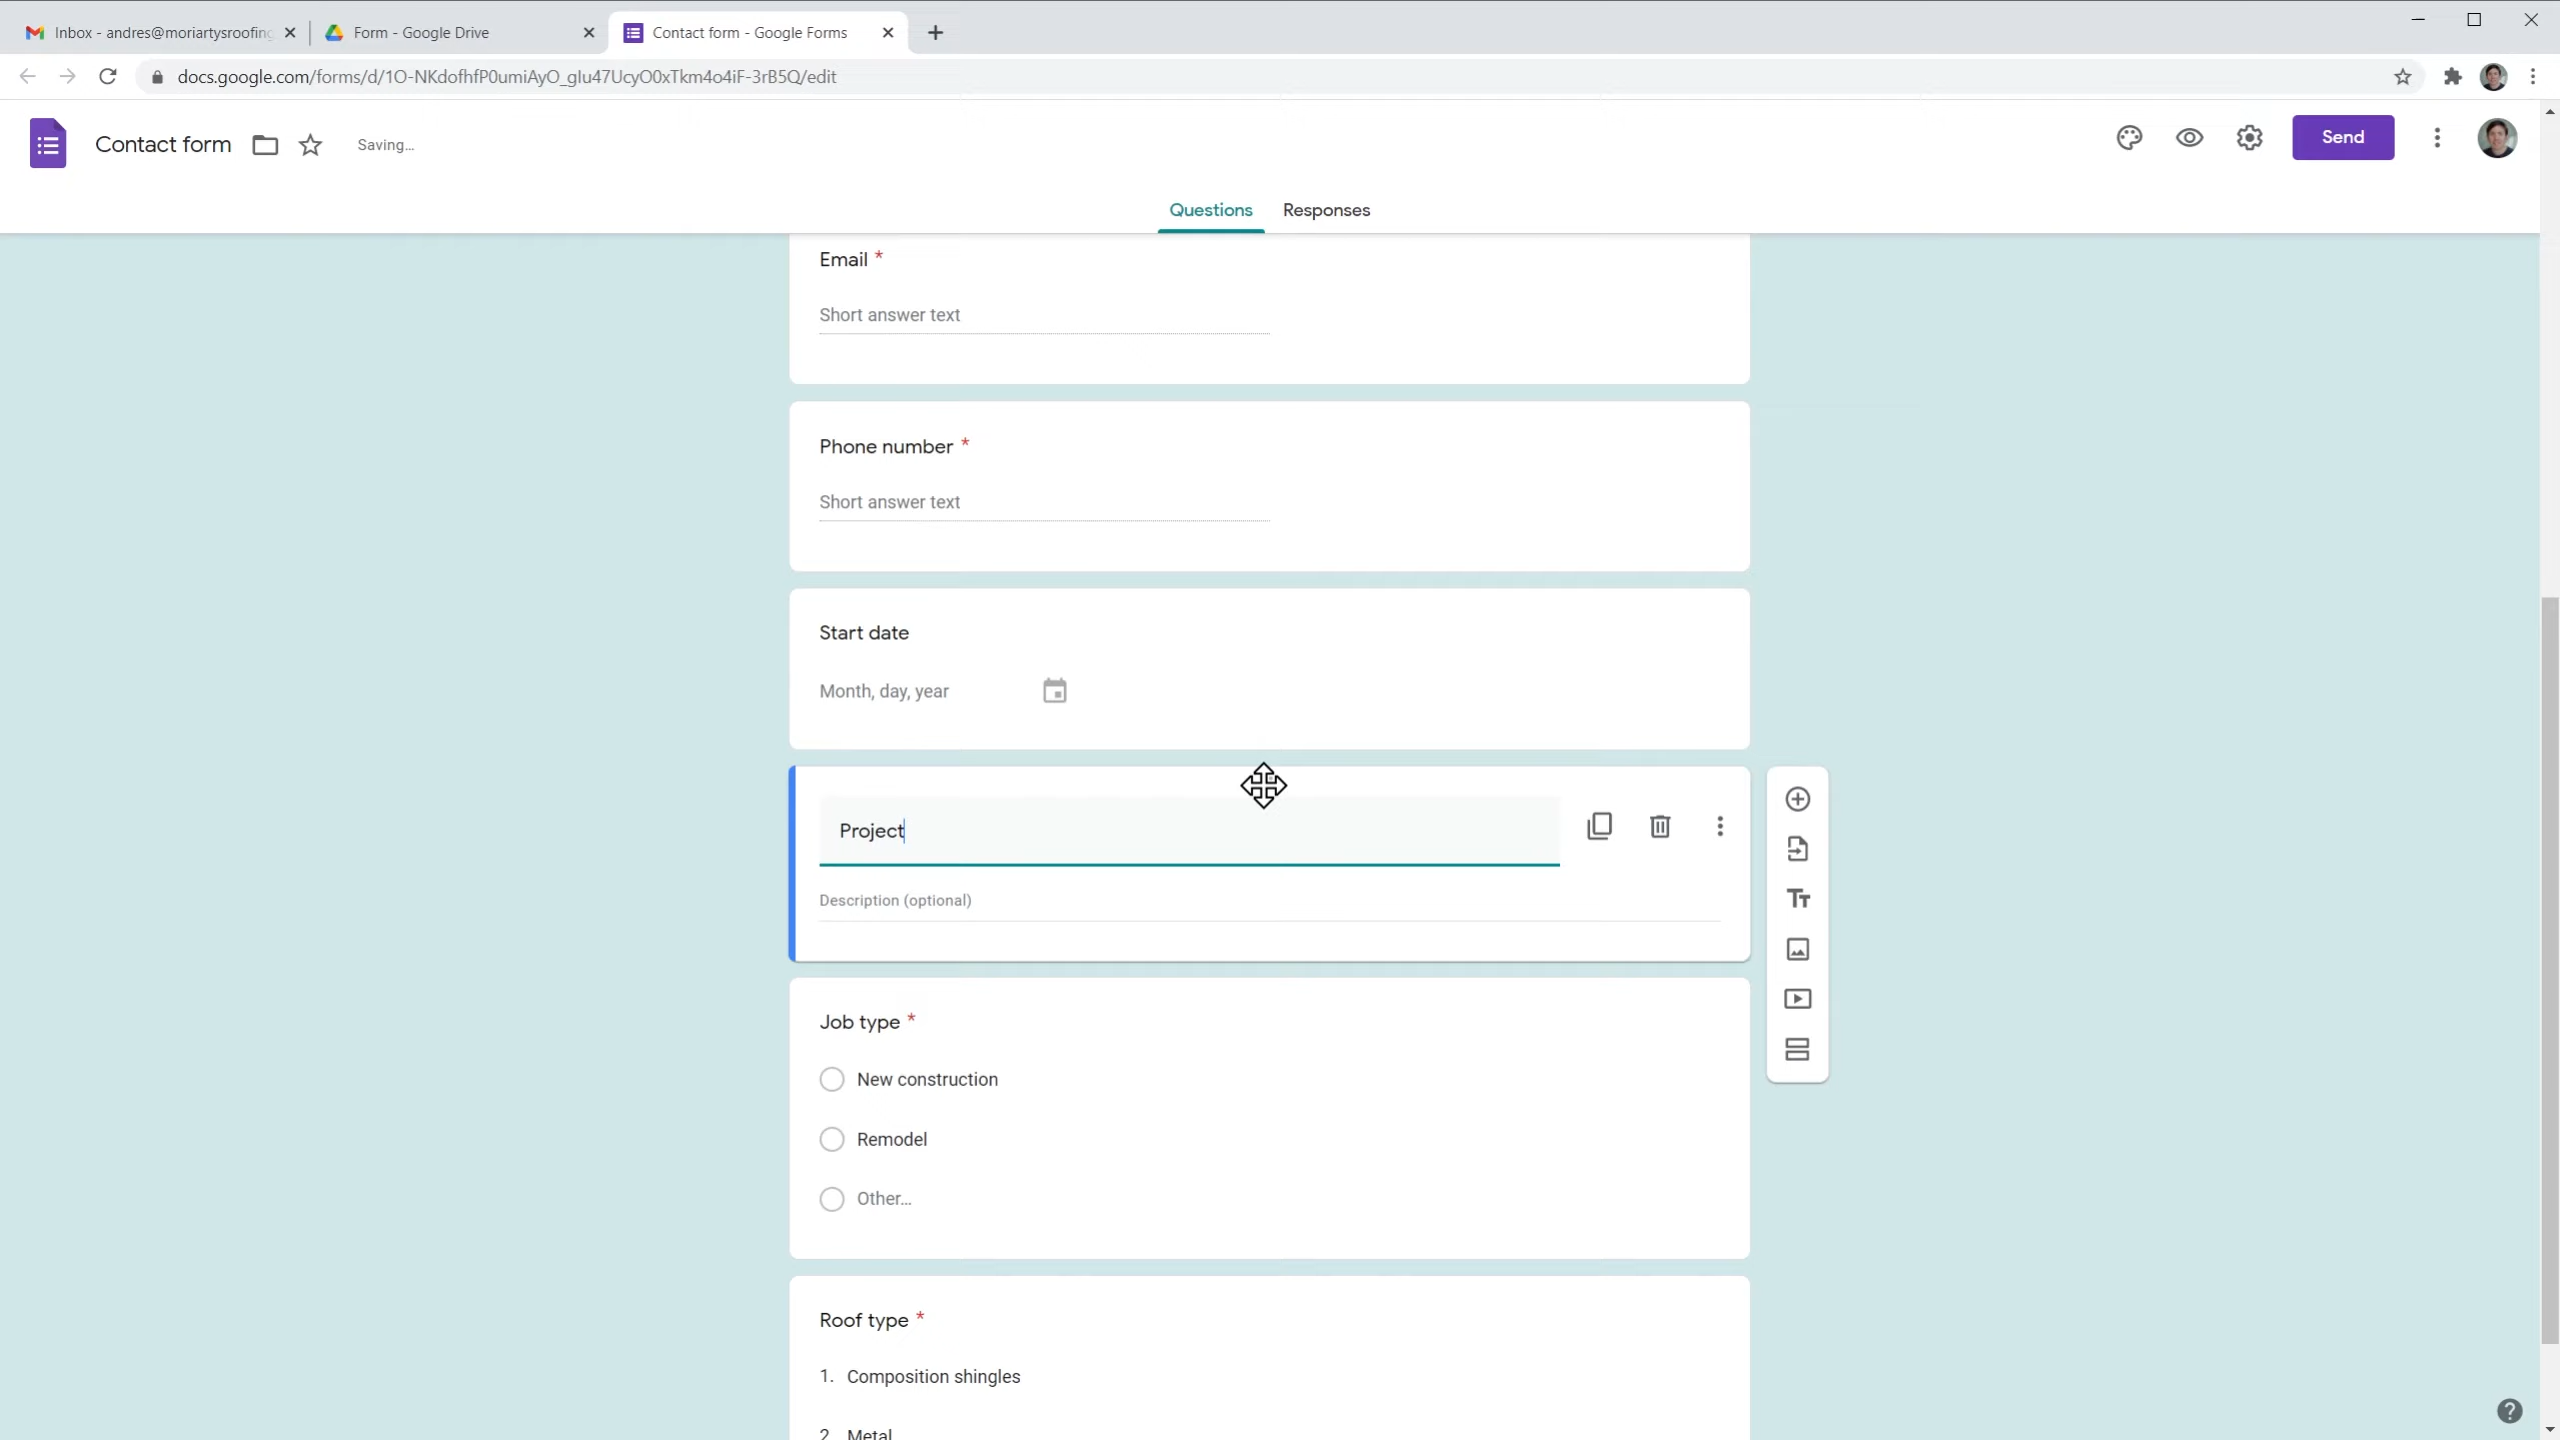 Inbox - andres@moriartysroofing
Form - Google Drive
Contact form - Google Forms
docs.google.com/forms/d/1O-NKdofhfP0umiAyO_gIu47UcyO0xTkm4o4iF-3rB5Q/edit
Contact form
Saving...
Send
Questions
Responses
Email *
Short answer text
Phone number *
Short answer text
Start date
Month, day, year
Project
Description (optional)
Tт
Job type *
New construction
Remodel
Other...
Roof type *
1. Composition shingles
2. Metal